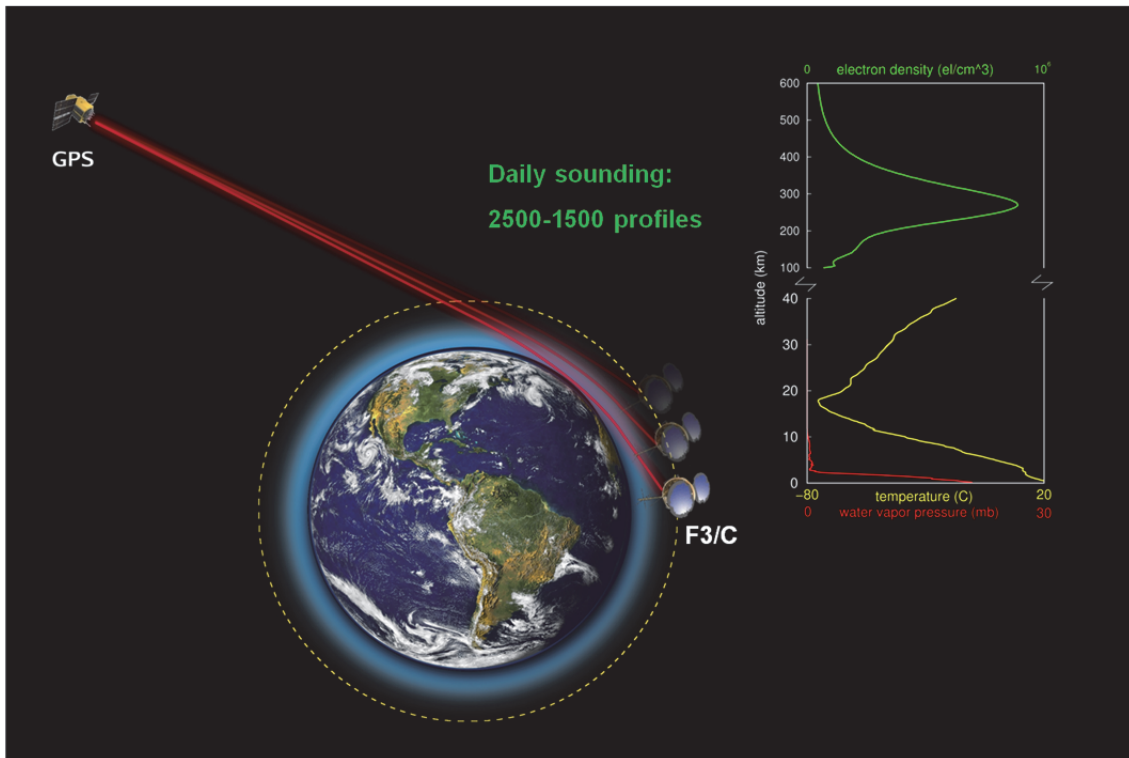 GPS
Daily sounding:
2500-1500 profiles
F3/C
0 10⁶
electron density (el/cm^3)
600
500
400
300
200
100
altitude (km)
40
30
20
10
0
−80 temperature (C) 20
0 water vapor pressure (mb) 30